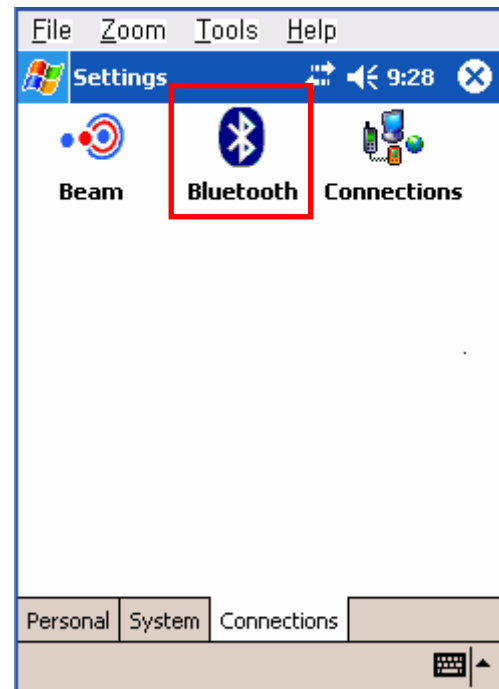 File Zoom Tools Help
Settings 9:28
Beam Bluetooth Connections
Personal System Connections